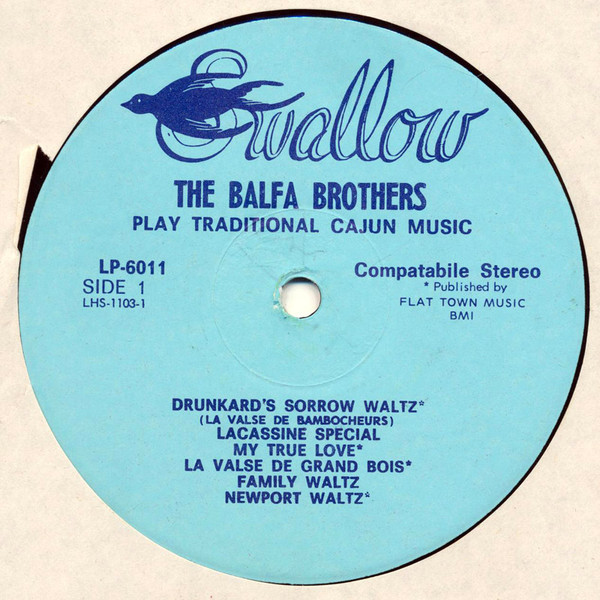 Swallow
THE BALFA BROTHERS
PLAY TRADITIONAL CAJUN MUSIC
LP-6011
SIDE 1
LHS-1103-1
Compatabile Stereo
* Published by
FLAT TOWN MUSIC
BMI
DRUNKARD'S SORROW WALTZ*
(LA VALSE DE BAMBOCHEURS)
LACASSINE SPECIAL
MY TRUE LOVE*
LA VALSE DE GRAND BOIS*
FAMILY WALTZ
NEWPORT WALTZ*